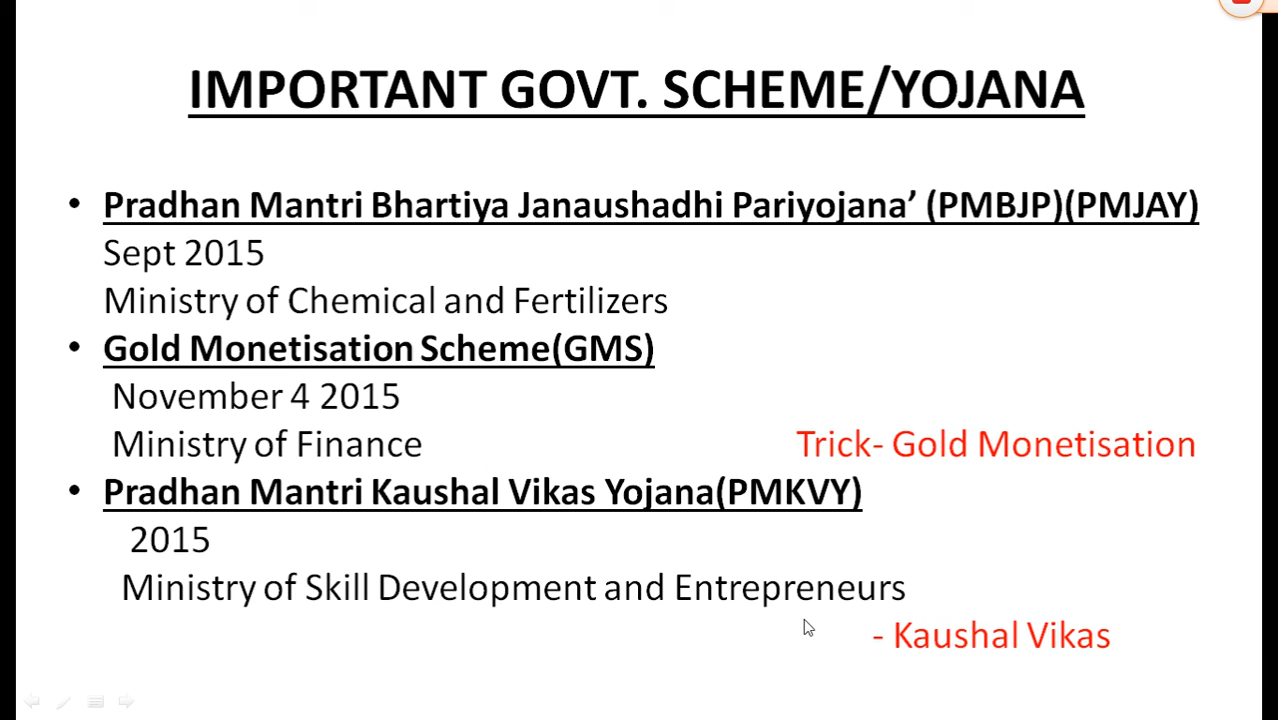 IMPORTANT GOVT. SCHEME/YOJANA
• Pradhan Mantri Bhartiya Janaushadhi Pariyojana’ (PMBJP)(PMJAY)
Sept 2015
Ministry of Chemical and Fertilizers
• Gold Monetisation Scheme(GMS)
November 4 2015
Ministry of Finance Trick- Gold Monetisation
• Pradhan Mantri Kaushal Vikas Yojana(PMKVY)
2015
Ministry of Skill Development and Entrepreneurs
- Kaushal Vikas